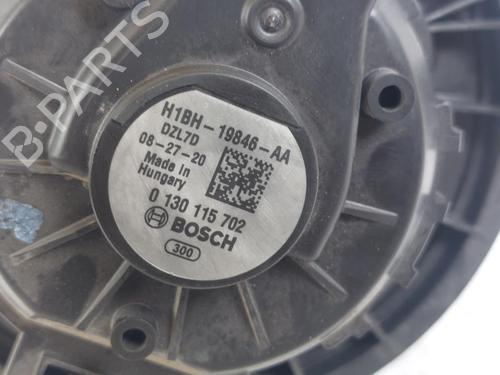 B-PARTS
H1BH-19846-AA
DZL7D
08-27-20
Made in
Hungary
0 130 115 702
BOSCH
300